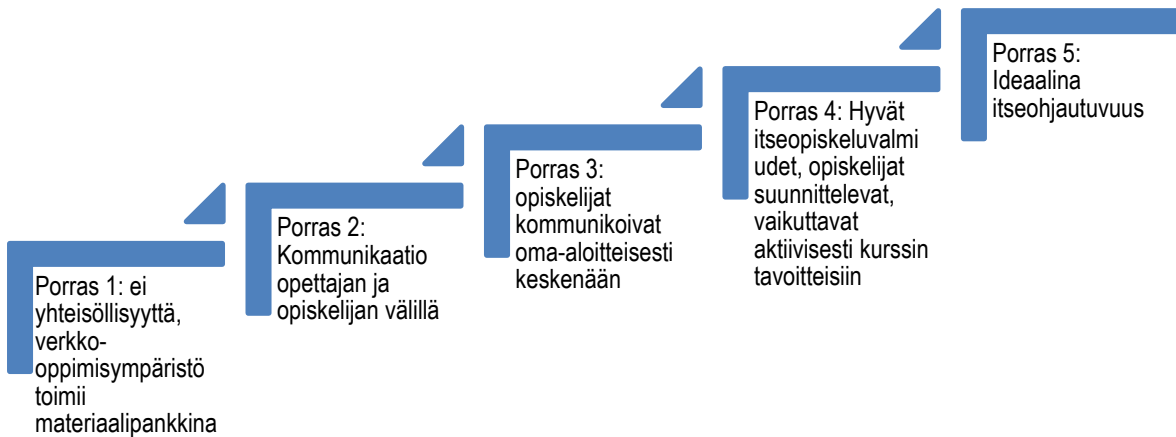 Porras 1: ei
yhteisöllisyyttä,
verkko-
oppimisympäristö
toimii
materiaalipankkina
Porras 2:
Kommunikaatio
opettajan ja
opiskelijan välillä
Porras 3:
opiskelijat
kommunikoivat
oma-aloitteisesti
keskenään
Porras 4: Hyvät
itseopiskeluvalmi
udet, opiskelijat
suunnittelevat,
vaikuttavat
aktiivisesti kurssin
tavoitteisiin
Porras 5:
Ideaalina
itseohjautuvuus